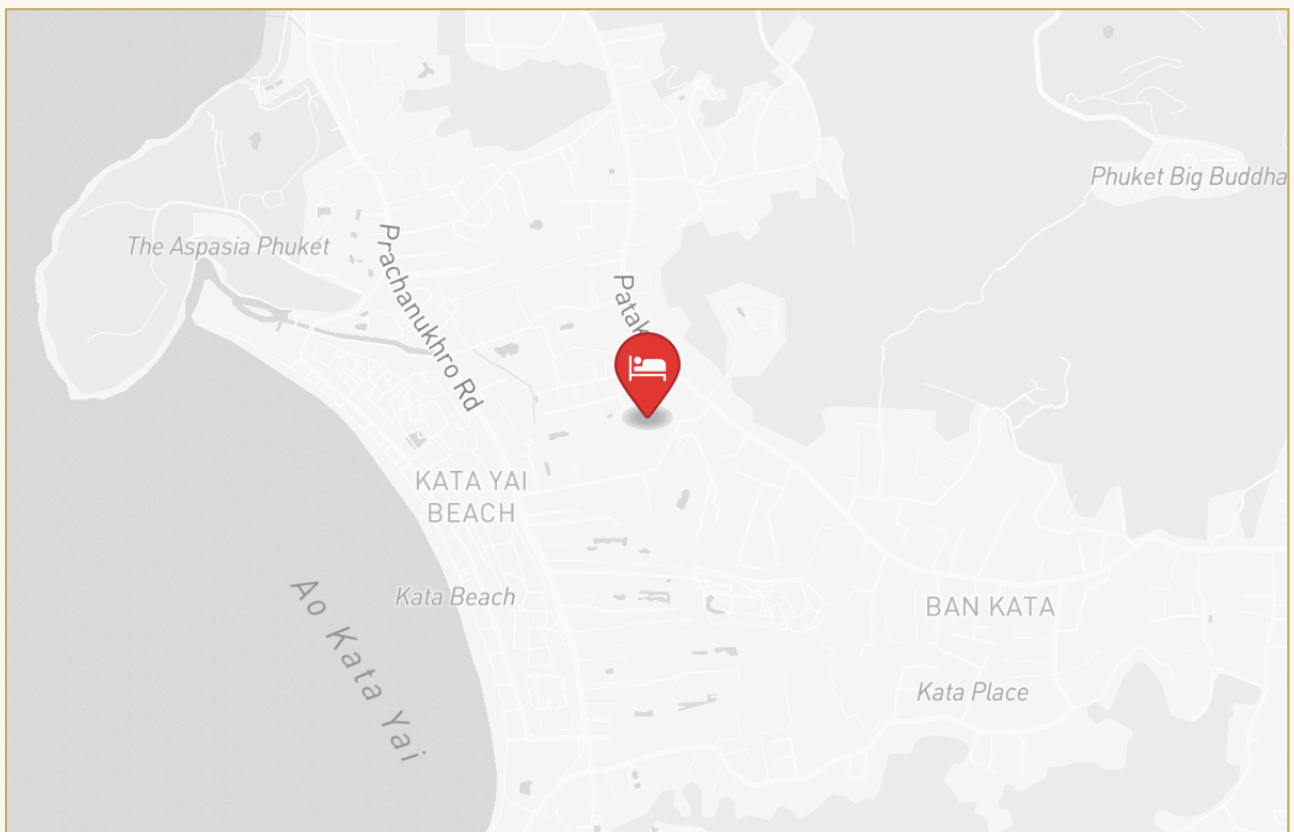 Phuket Big Buddha
The Aspasia Phuket
Prachanukhro Rd
Patak
KATA YAI
BEACH
Kata Beach
Ao Kata Yai
BAN KATA
Kata Place